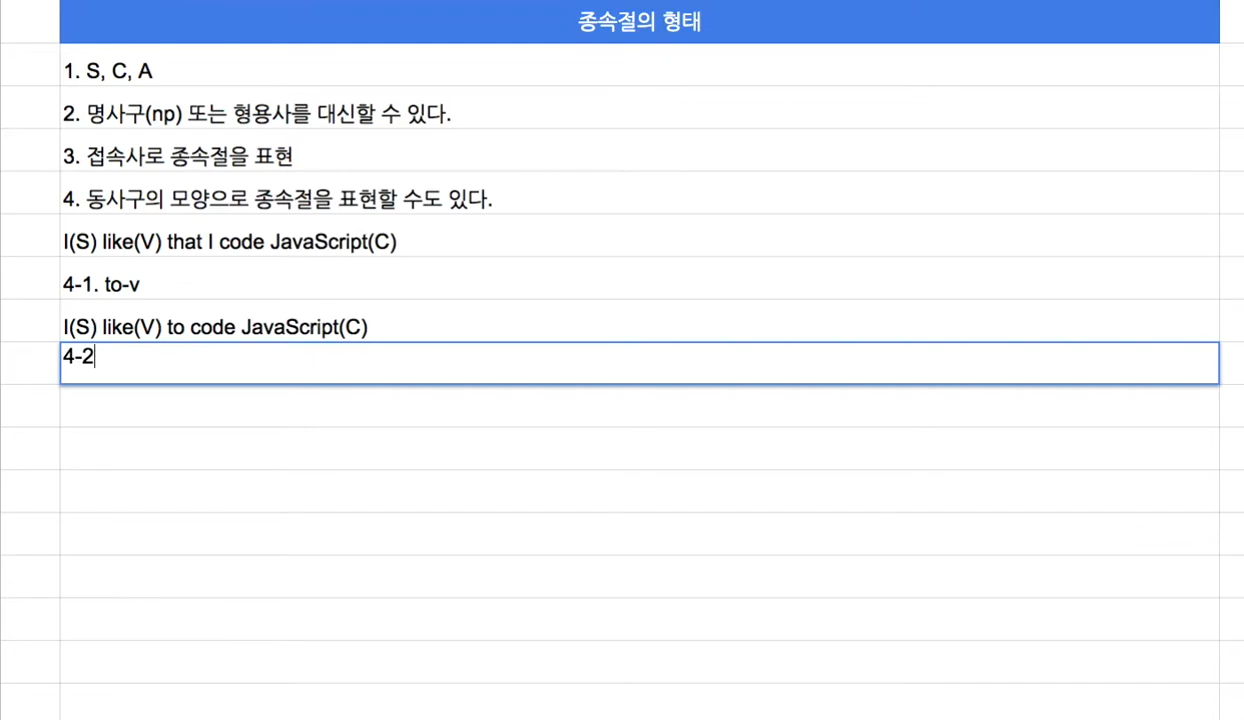 종속절의 형태
1. S, C, A
2. 명사구(np) 또는 형용사를 대신할 수 있다.
3. 접속사로 종속절을 표현
4. 동사구의 모양으로 종속절을 표현할 수도 있다.
I(S) like(V) that I code JavaScript(C)
4-1. to-v
I(S) like(V) to code JavaScript(C)
4-2